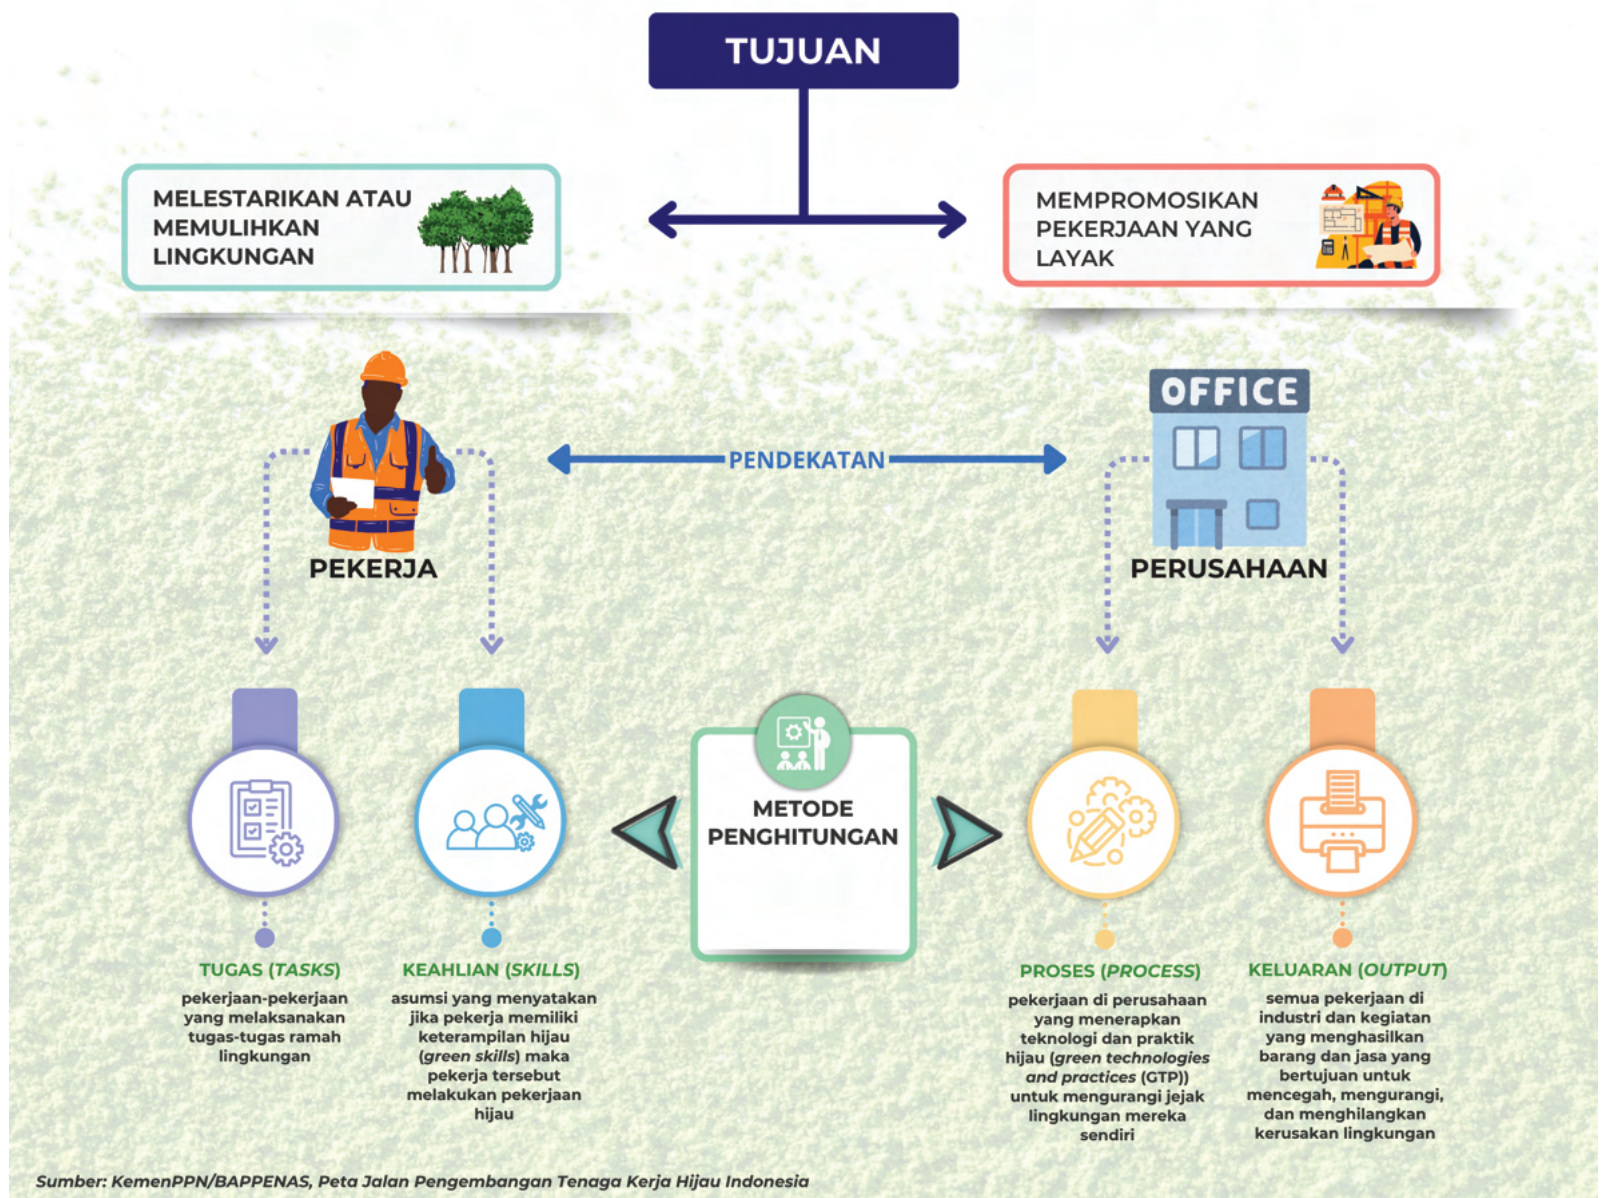 TUJUAN
MELESTARIKAN ATAU
MEMULIHKAN
LINGKUNGAN
MEMPROMOSIKAN
PEKERJAAN YANG
LAYAK
OFFICE
PENDEKATAN
PEKERJA
PERUSAHAAN
METODE
PENGHITUNGAN
TUGAS (TASKS)
pekerjaan-pekerjaan
yang melaksanakan
tugas-tugas ramah
lingkungan
KEAHLIAN (SKILLS)
asumsi yang menyatakan
jika pekerja memiliki
keterampilan hijau
(green skills) maka
pekerja tersebut
melakukan pekerjaan
hijau
PROSES (PROCESS)
pekerjaan di perusahaan
yang menerapkan
teknologi dan praktik
hijau (green technologies
and practices (GTP))
untuk mengurangi jejak
lingkungan mereka
sendiri
KELUARAN (OUTPUT)
semua pekerjaan di
industri dan kegiatan
yang menghasilkan
barang dan jasa yang
bertujuan untuk
mencegah, mengurangi,
dan menghilangkan
kerusakan lingkungan
Sumber: KemenPPN/BAPPENAS, Peta Jalan Pengembangan Tenaga Kerja Hijau Indonesia